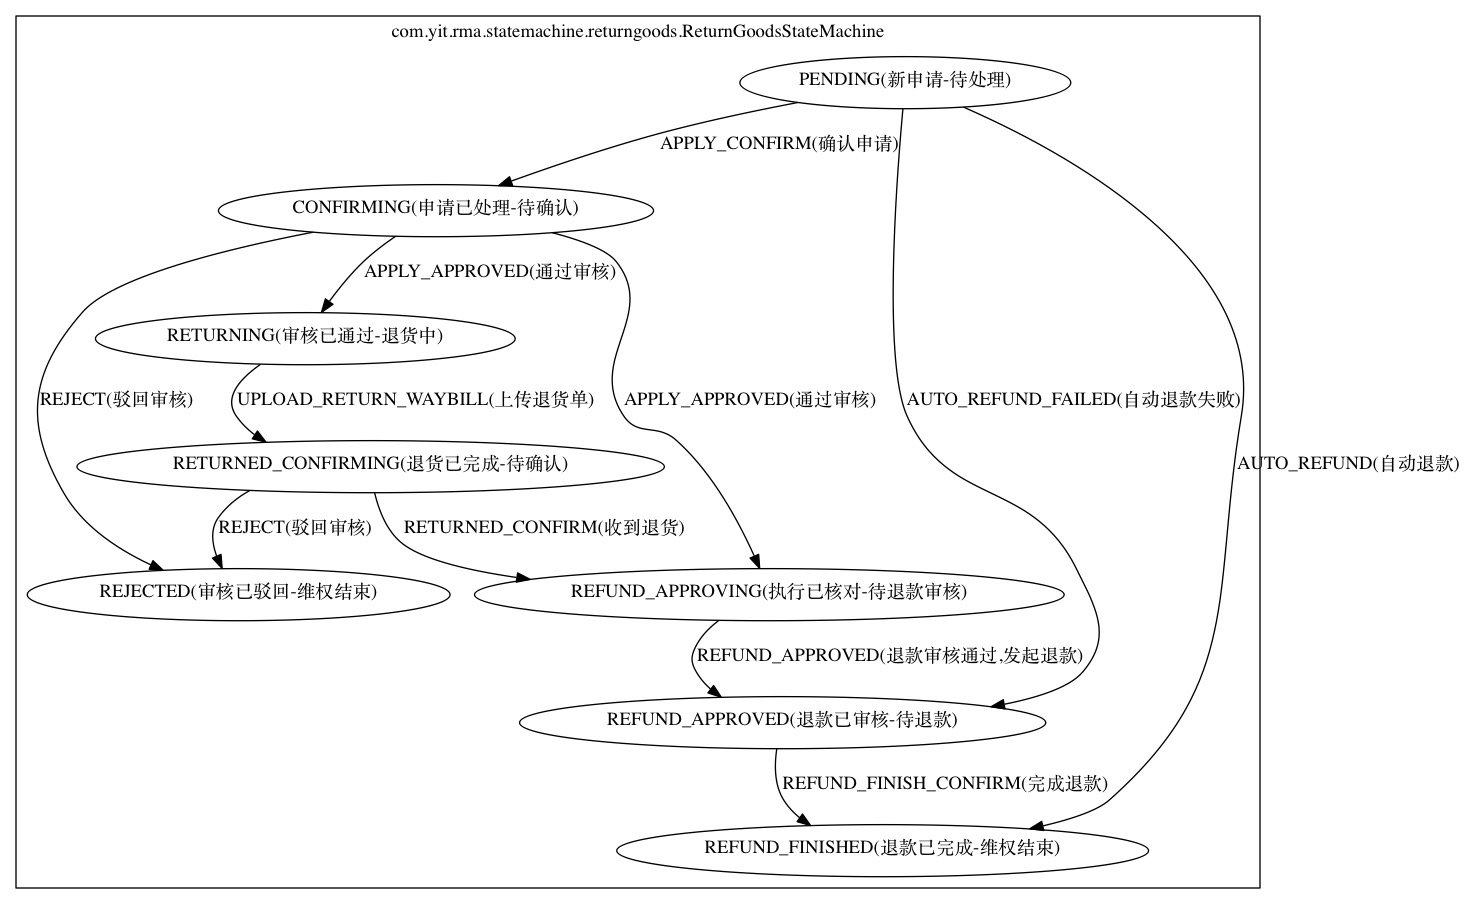 com.yit.rma.statemachine.returngoods.ReturnGoodsStateMachine
PENDING(新申请-待处理)
APPLY_CONFIRM(确认申请)
CONFIRMING(申请已处理-待确认)
APPLY_APPROVED(通过审核)
RETURNING(审核已通过-退货中)
REJECT(驳回审核)
UPLOAD_RETURN_WAYBILL(上传退货单)
APPLY_APPROVED(通过审核)
AUTO_REFUND_FAILED(自动退款失败)
RETURNED_CONFIRMING(退货已完成-待确认)
AUTO_REFUND(自动退款)
REJECT(驳回审核)
RETURNED_CONFIRM(收到退货)
REJECTED(审核已驳回-维权结束)
REFUND_APPROVING(执行已核对-待退款审核)
REFUND_APPROVED(退款审核通过,发起退款)
REFUND_APPROVED(退款已审核-待退款)
REFUND_FINISH_CONFIRM(完成退款)
REFUND_FINISHED(退款已完成-维权结束)